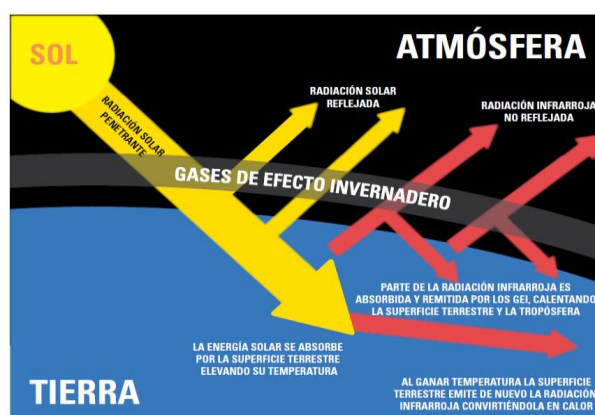 SOL
ATMÓSFERA
RADIACIÓN SOLAR
PENETRANTE
RADIACIÓN SOLAR
REFLEJADA
RADIACIÓN INFRARROJA
NO REFLEJADA
GASES DE EFECTO INVERNADERO
PARTE DE LA RADIACIÓN INFRARROJA ES
ABSORBIDA Y REMITIDA POR LOS GEI, CALENTANDO
LA SUPERFICIE TERRESTRE Y LA TROPÓSFERA
LA ENERGÍA SOLAR SE ABSORBE
POR LA SUPERFICIE TERRESTRE
ELEVANDO SU TEMPERATURA
TIERRA
AL GANAR TEMPERATURA LA SUPERFICIE
TERRESTRE EMITE DE NUEVO LA RADIACIÓN
INFRARROJA CONVIRTIÉNDOLA EN CALOR